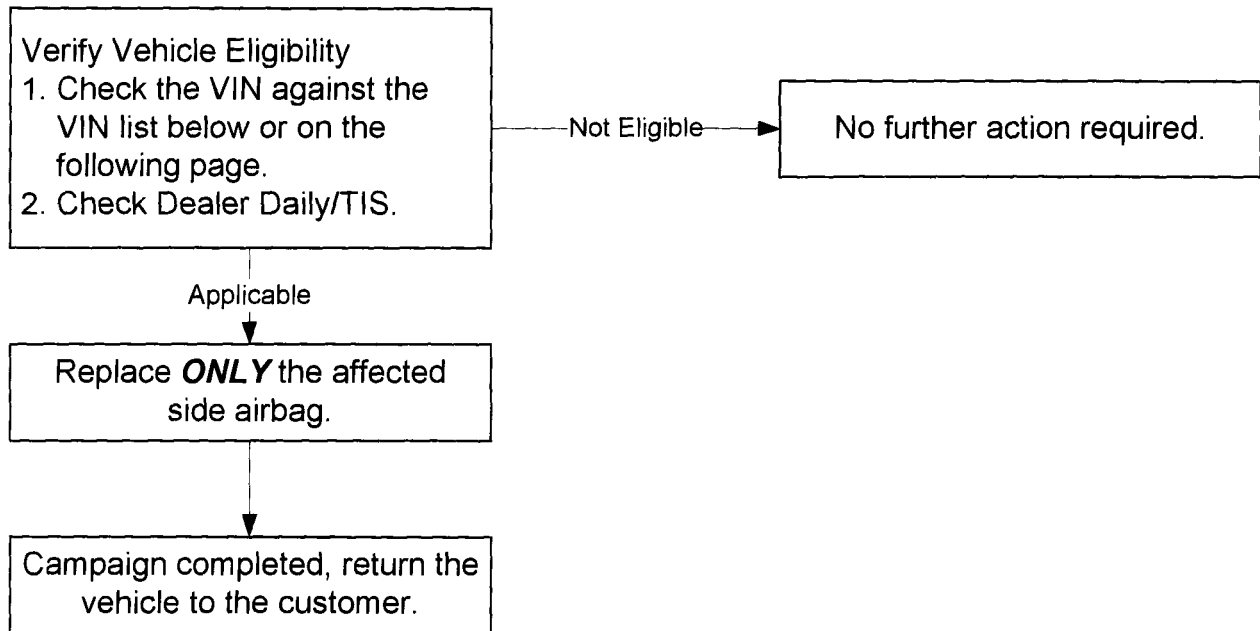 Verify Vehicle Eligibility
1. Check the VIN against the
VIN list below or on the
following page.
2. Check Dealer Daily/TIS.
Not Eligible
No further action required.
Applicable
Replace ONLY the affected
side airbag.
Campaign completed, return the
vehicle to the customer.